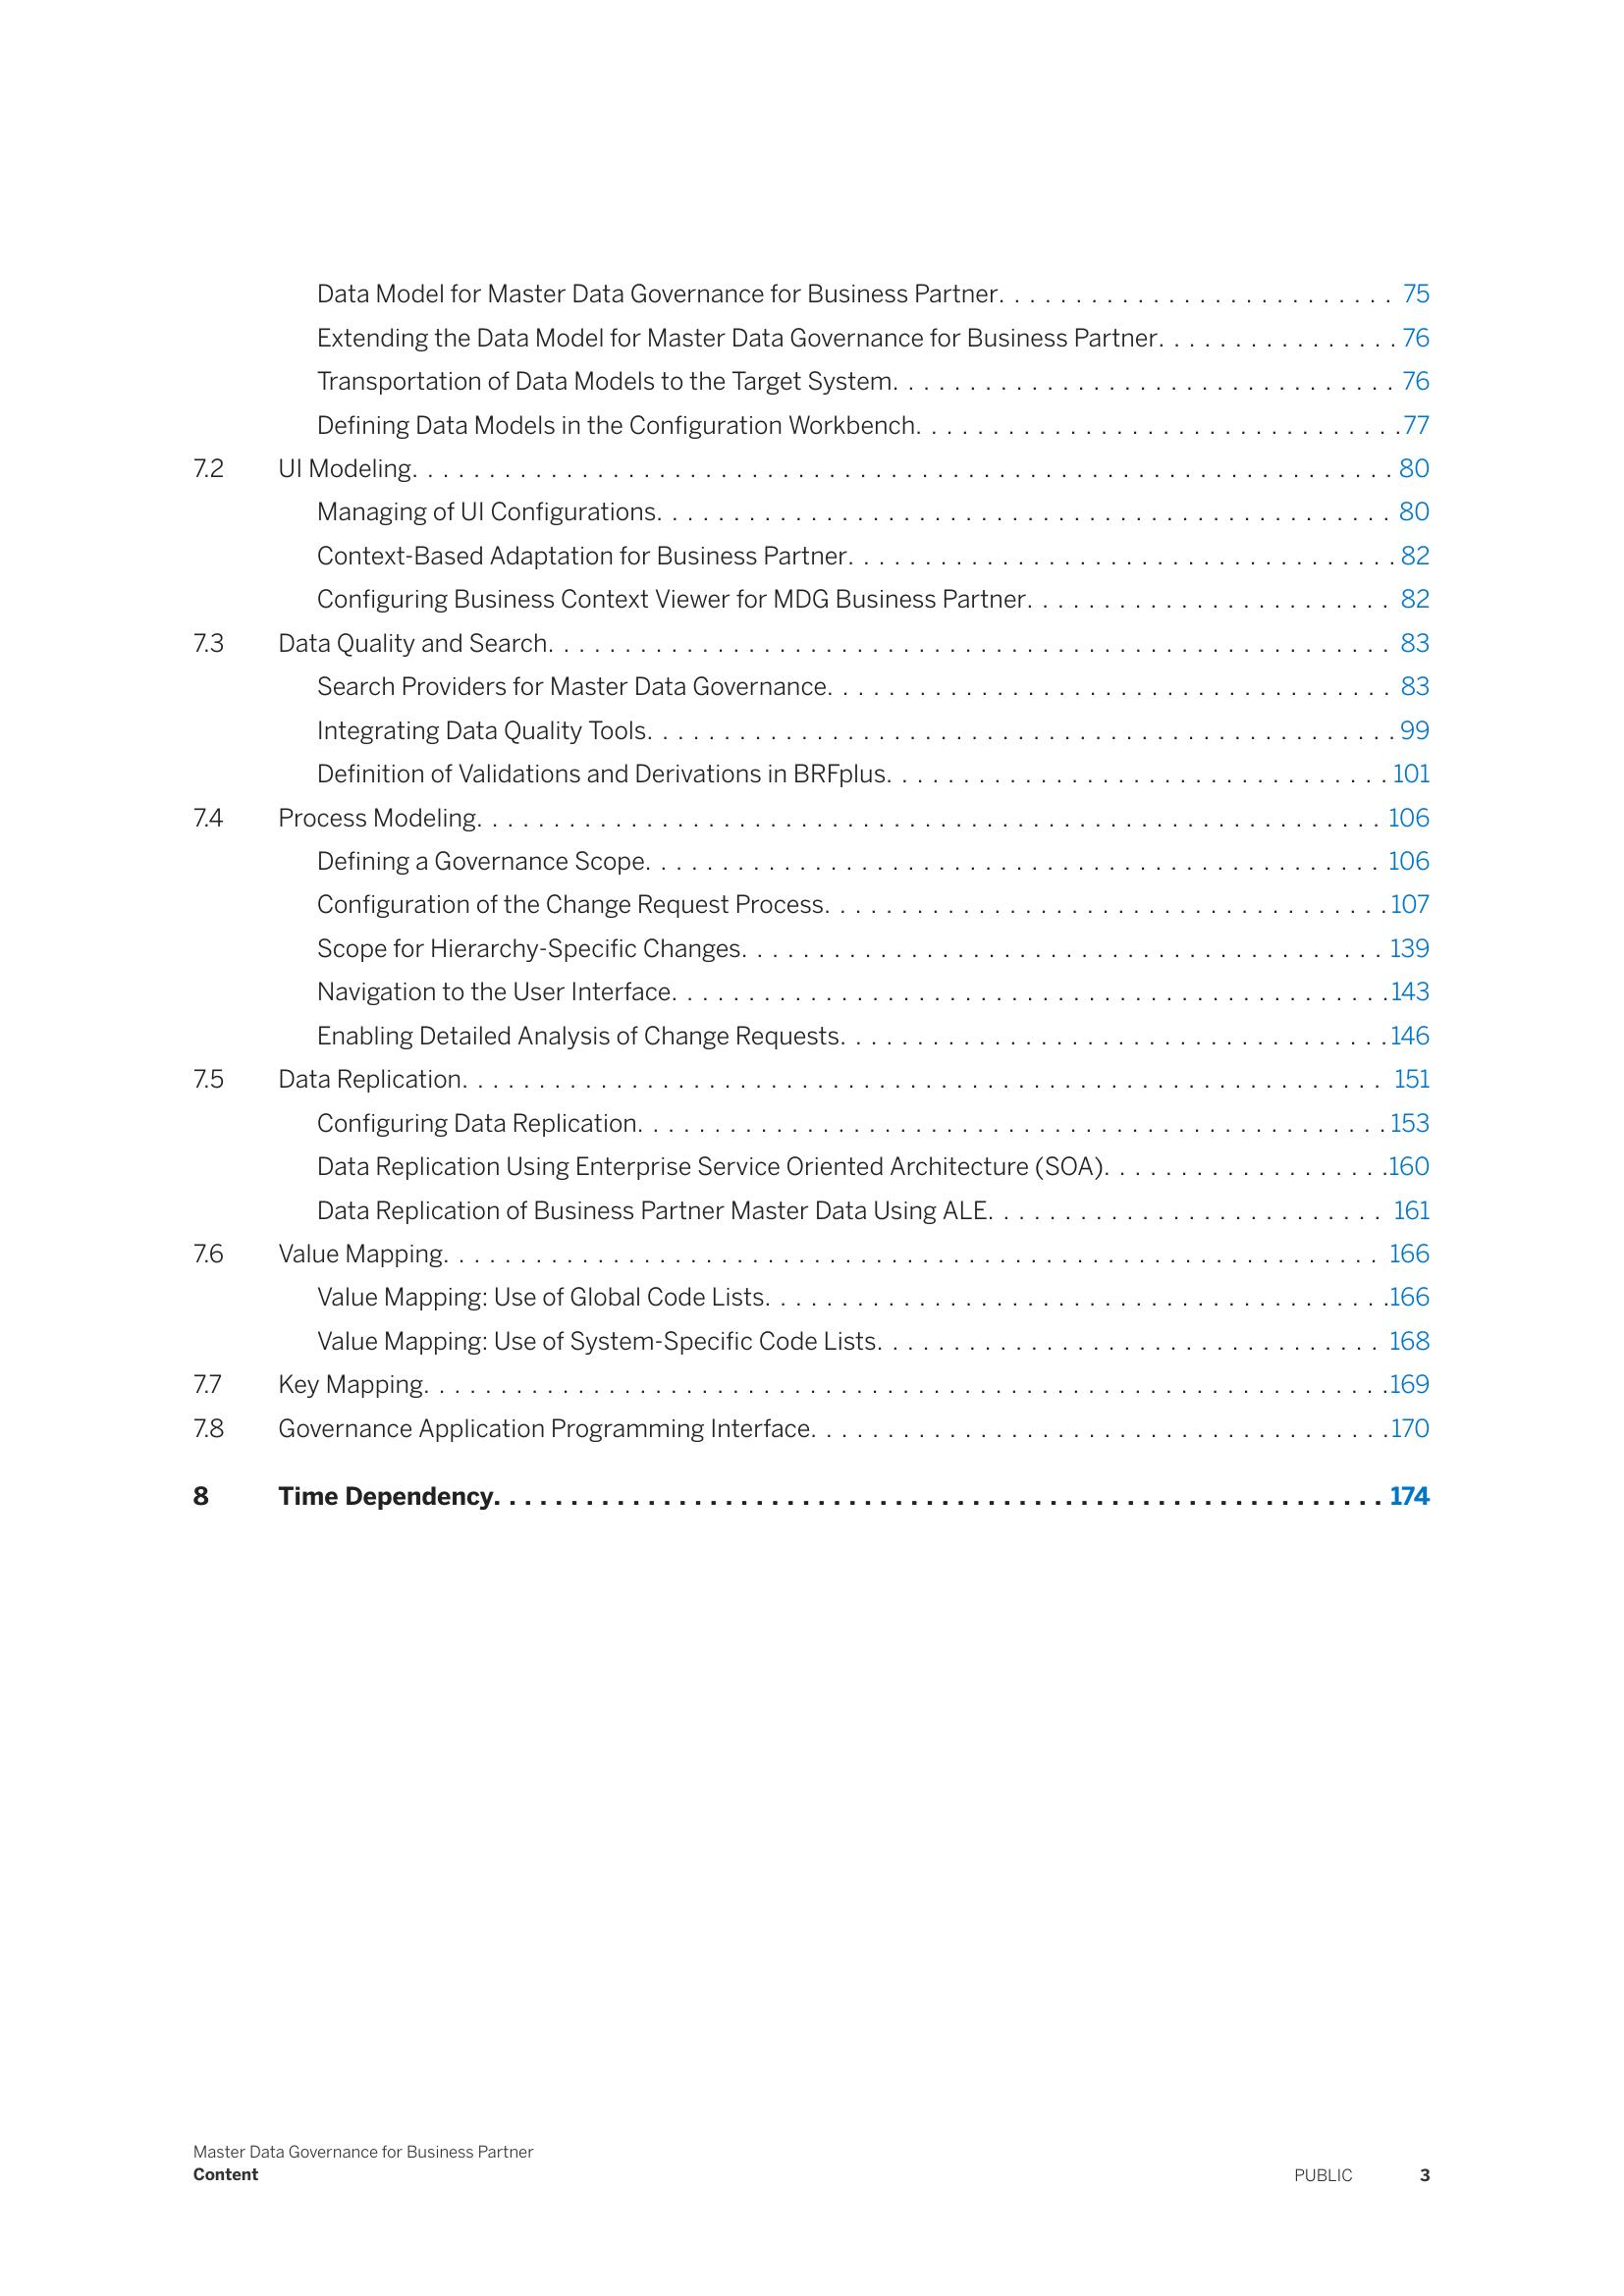 Data Model for Master Data Governance for Business Partner. . . . . . . . . . . . . . . . . . . . . . . . . . 75
Extending the Data Model for Master Data Governance for Business Partner. . . . . . . . . . . . . . . . 76
Transportation of Data Models to the Target System. . . . . . . . . . . . . . . . . . . . . . . . . . . . . . . . . 76
Defining Data Models in the Configuration Workbench. . . . . . . . . . . . . . . . . . . . . . . . . . . . . . . .77
7.2 UI Modeling. . . . . . . . . . . . . . . . . . . . . . . . . . . . . . . . . . . . . . . . . . . . . . . . . . . . . . . . . . . . . . . . 80
Managing of UI Configurations. . . . . . . . . . . . . . . . . . . . . . . . . . . . . . . . . . . . . . . . . . . . . . . . 80
Context-Based Adaptation for Business Partner. . . . . . . . . . . . . . . . . . . . . . . . . . . . . . . . . . . . 82
Configuring Business Context Viewer for MDG Business Partner. . . . . . . . . . . . . . . . . . . . . . . . 82
7.3 Data Quality and Search. . . . . . . . . . . . . . . . . . . . . . . . . . . . . . . . . . . . . . . . . . . . . . . . . . . . . . . 83
Search Providers for Master Data Governance. . . . . . . . . . . . . . . . . . . . . . . . . . . . . . . . . . . . . 83
Integrating Data Quality Tools. . . . . . . . . . . . . . . . . . . . . . . . . . . . . . . . . . . . . . . . . . . . . . . . . 99
Definition of Validations and Derivations in BRFplus. . . . . . . . . . . . . . . . . . . . . . . . . . . . . . . . . 101
7.4 Process Modeling. . . . . . . . . . . . . . . . . . . . . . . . . . . . . . . . . . . . . . . . . . . . . . . . . . . . . . . . . . . 106
Defining a Governance Scope. . . . . . . . . . . . . . . . . . . . . . . . . . . . . . . . . . . . . . . . . . . . . . . . 106
Configuration of the Change Request Process. . . . . . . . . . . . . . . . . . . . . . . . . . . . . . . . . . . . .107
Scope for Hierarchy-Specific Changes. . . . . . . . . . . . . . . . . . . . . . . . . . . . . . . . . . . . . . . . . . 139
Navigation to the User Interface. . . . . . . . . . . . . . . . . . . . . . . . . . . . . . . . . . . . . . . . . . . . . . .143
Enabling Detailed Analysis of Change Requests. . . . . . . . . . . . . . . . . . . . . . . . . . . . . . . . . . . .146
7.5 Data Replication. . . . . . . . . . . . . . . . . . . . . . . . . . . . . . . . . . . . . . . . . . . . . . . . . . . . . . . . . . . . 151
Configuring Data Replication. . . . . . . . . . . . . . . . . . . . . . . . . . . . . . . . . . . . . . . . . . . . . . . . .153
Data Replication Using Enterprise Service Oriented Architecture (SOA). . . . . . . . . . . . . . . . . . .160
Data Replication of Business Partner Master Data Using ALE. . . . . . . . . . . . . . . . . . . . . . . . . . 161
7.6 Value Mapping. . . . . . . . . . . . . . . . . . . . . . . . . . . . . . . . . . . . . . . . . . . . . . . . . . . . . . . . . . . . . 166
Value Mapping: Use of Global Code Lists. . . . . . . . . . . . . . . . . . . . . . . . . . . . . . . . . . . . . . . . .166
Value Mapping: Use of System-Specific Code Lists. . . . . . . . . . . . . . . . . . . . . . . . . . . . . . . . . 168
7.7 Key Mapping. . . . . . . . . . . . . . . . . . . . . . . . . . . . . . . . . . . . . . . . . . . . . . . . . . . . . . . . . . . . . . .169
7.8 Governance Application Programming Interface. . . . . . . . . . . . . . . . . . . . . . . . . . . . . . . . . . . . . .170
8 Time Dependency. . . . . . . . . . . . . . . . . . . . . . . . . . . . . . . . . . . . . . . . . . . . . . . . . . . . . . . . . . 174
Master Data Governance for Business Partner
Content PUBLIC 3